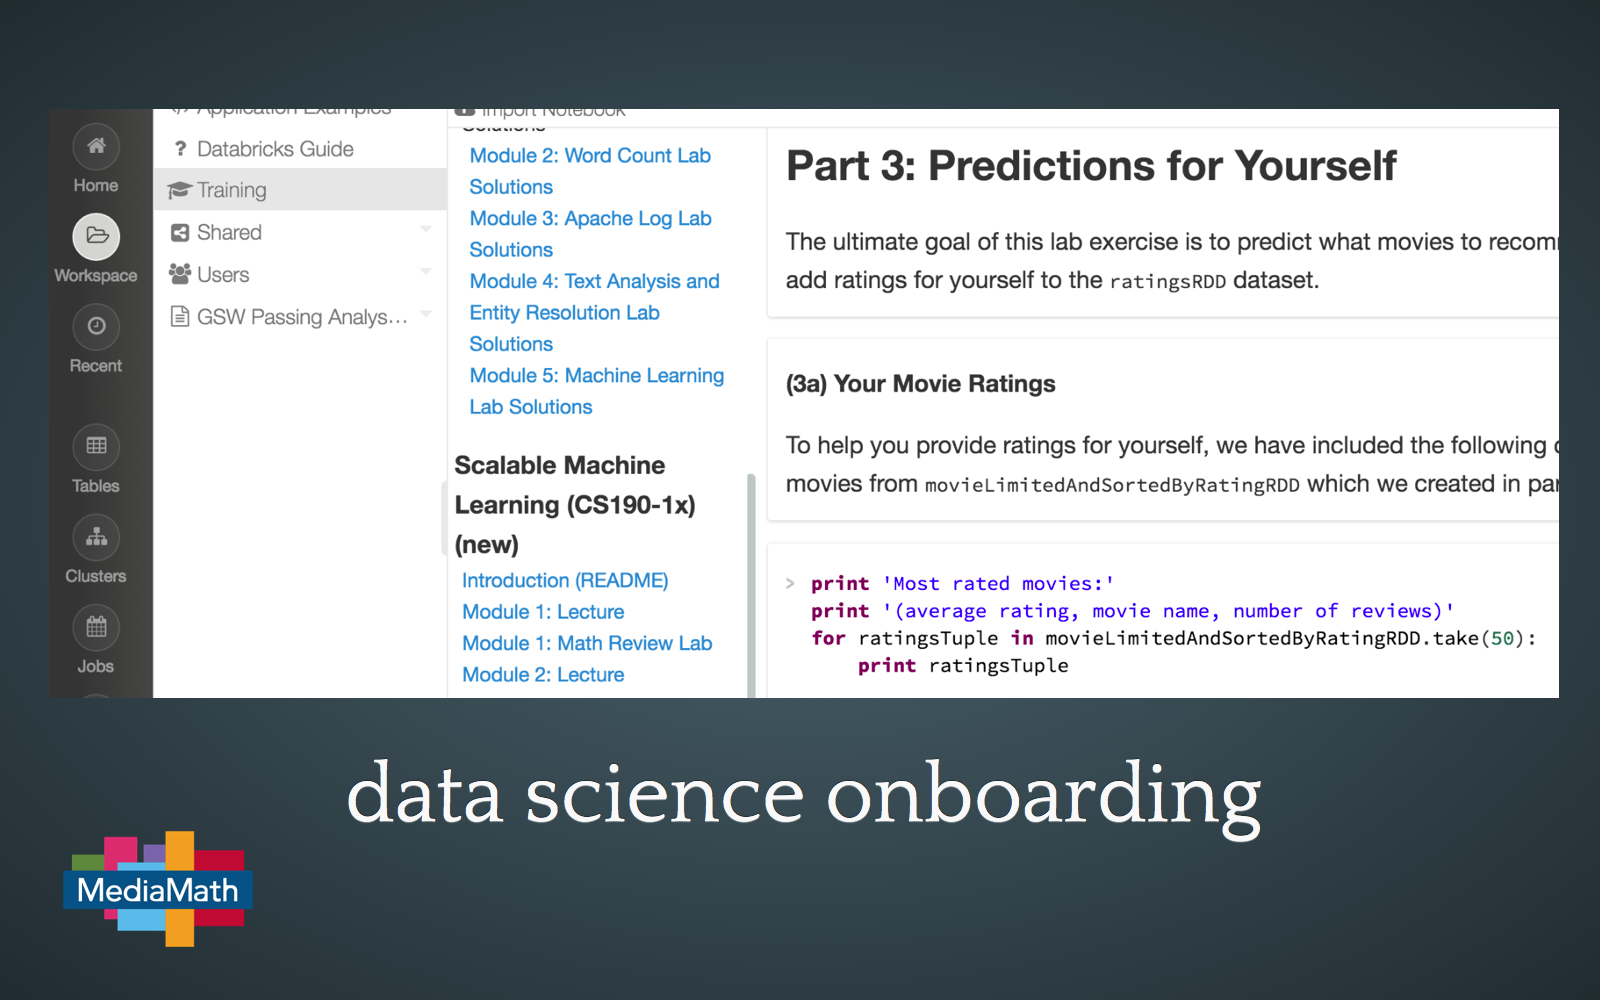 Application Examples
Import Notebook
Home
Workspace
Recent
Tables
Clusters
Jobs
? Databricks Guide
Training
Shared
Users
GSW Passing Analys...
Solutions
Module 2: Word Count Lab
Solutions
Module 3: Apache Log Lab
Solutions
Module 4: Text Analysis and
Entity Resolution Lab
Solutions
Module 5: Machine Learning
Lab Solutions
Scalable Machine
Learning (CS190-1x)
(new)
Introduction (README)
Module 1: Lecture
Module 1: Math Review Lab
Module 2: Lecture
Part 3: Predictions for Yourself
The ultimate goal of this lab exercise is to predict what movies to
add ratings for yourself to the ratingsRDD dataset.
(3a) Your Movie Ratings
To help you provide ratings for yourself, we have included the following
movies from movieLimitedAndSortedByRatingRDD which we created in
> print 'Most rated movies:'
print '(average rating, movie name, number of reviews)'
for ratingsTuple in movieLimitedAndSortedByRatingRDD.take(50):
print ratingsTuple
data science onboarding
MediaMath